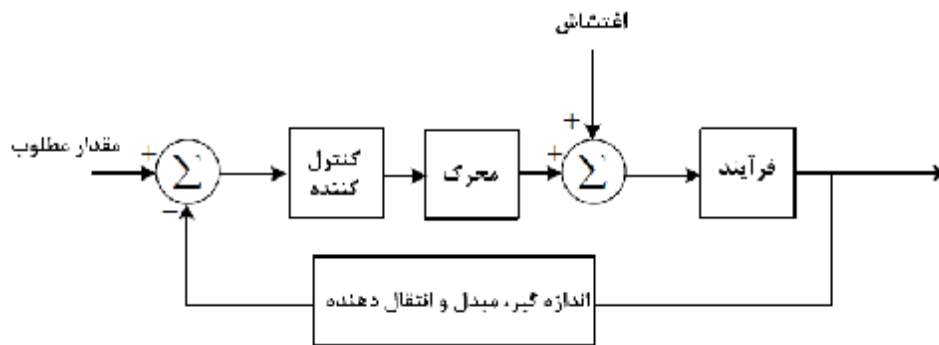 اغتشاش
مقدار مطلوب
+
Σ
−
کنترل
کننده
محرک
+
+
Σ
فرآیند
اندازه گیر، مبدل و انتقال دهنده